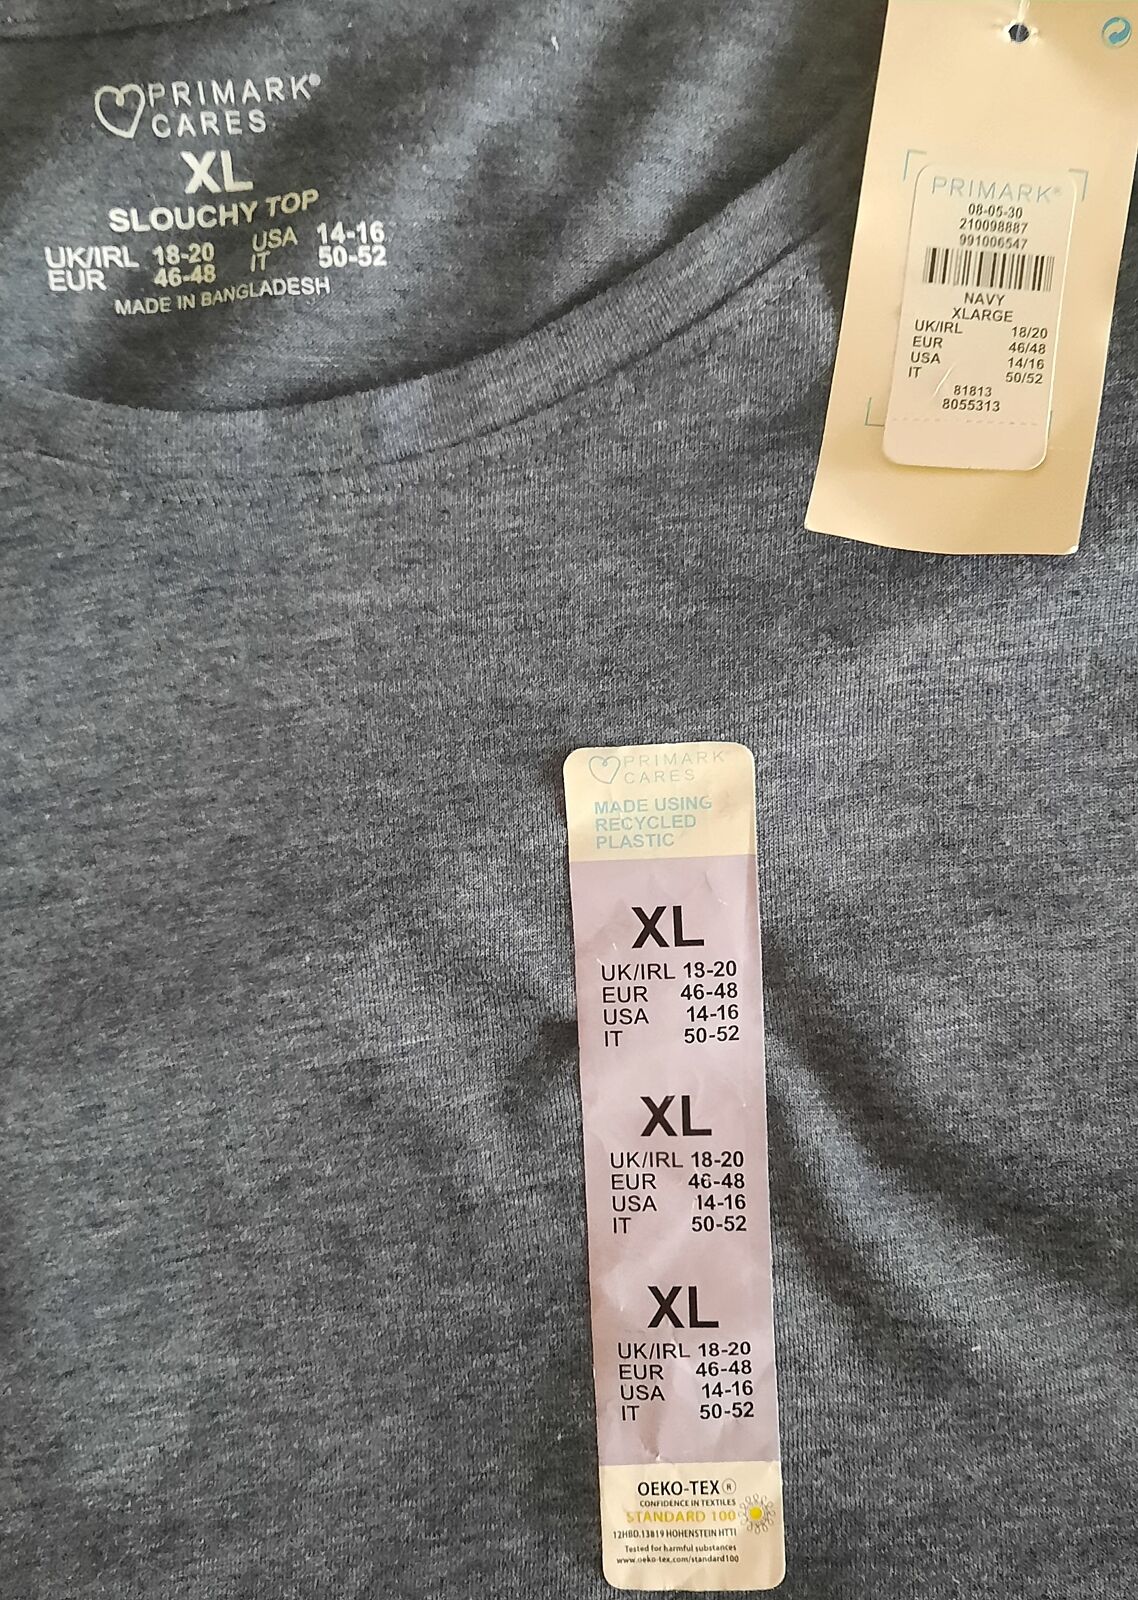 PRIMARK®
CARES
XL
SLOUCHY TOP
UK/IRL 18-20 USA 14-16
EUR 46-48 IT 50-52
MADE IN BANGLADESH
PRIMARK®
08-05-30
210098887
991006547
NAVY
XLARGE
UK/IRL 18/20
EUR 46/48
USA 14/16
IT 50/52
81813
8055313
PRIMARK®
CARES
MADE USING
RECYCLED
PLASTIC
XL
UK/IRL 18-20
EUR 46-48
USA 14-16
IT 50-52
XL
UK/IRL 18-20
EUR 46-48
USA 14-16
IT 50-52
XL
UK/IRL 18-20
EUR 46-48
USA 14-16
IT 50-52
OEKO-TEX®
CONFIDENCE IN TEXTILES
STANDARD 100
12HBD.13819 HOHENSTEIN HTTI
Tested for harmful substances
www.oeko-tex.com/standard100